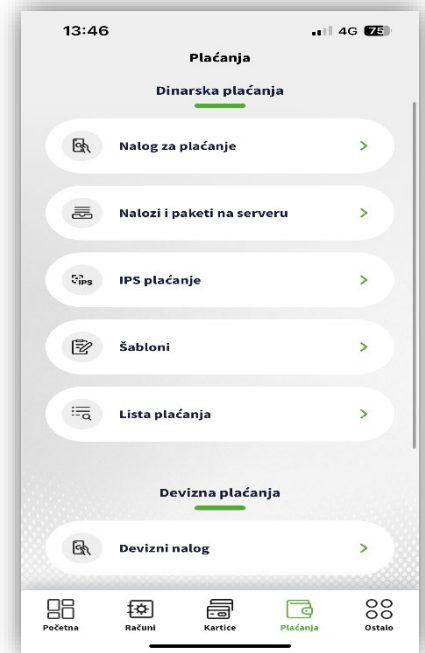 13:46
4G 75
Plaćanja
Dinarska plaćanja
Nalog za plaćanje
Nalozi i paketi na serveru
IPS
IPS plaćanje
Šabloni
Lista plaćanja
Devizna plaćanja
Devizni nalog
Početna
Računi
Kartice
Plaćanja
Ostalo